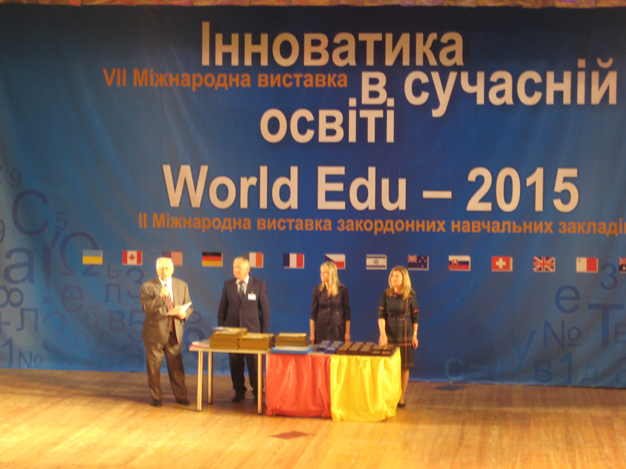 Інноватика
VII Міжнародна виставка
в сучасній
освіті
World Edu – 2015
II Міжнародна виставка закордонних навчальних закладів